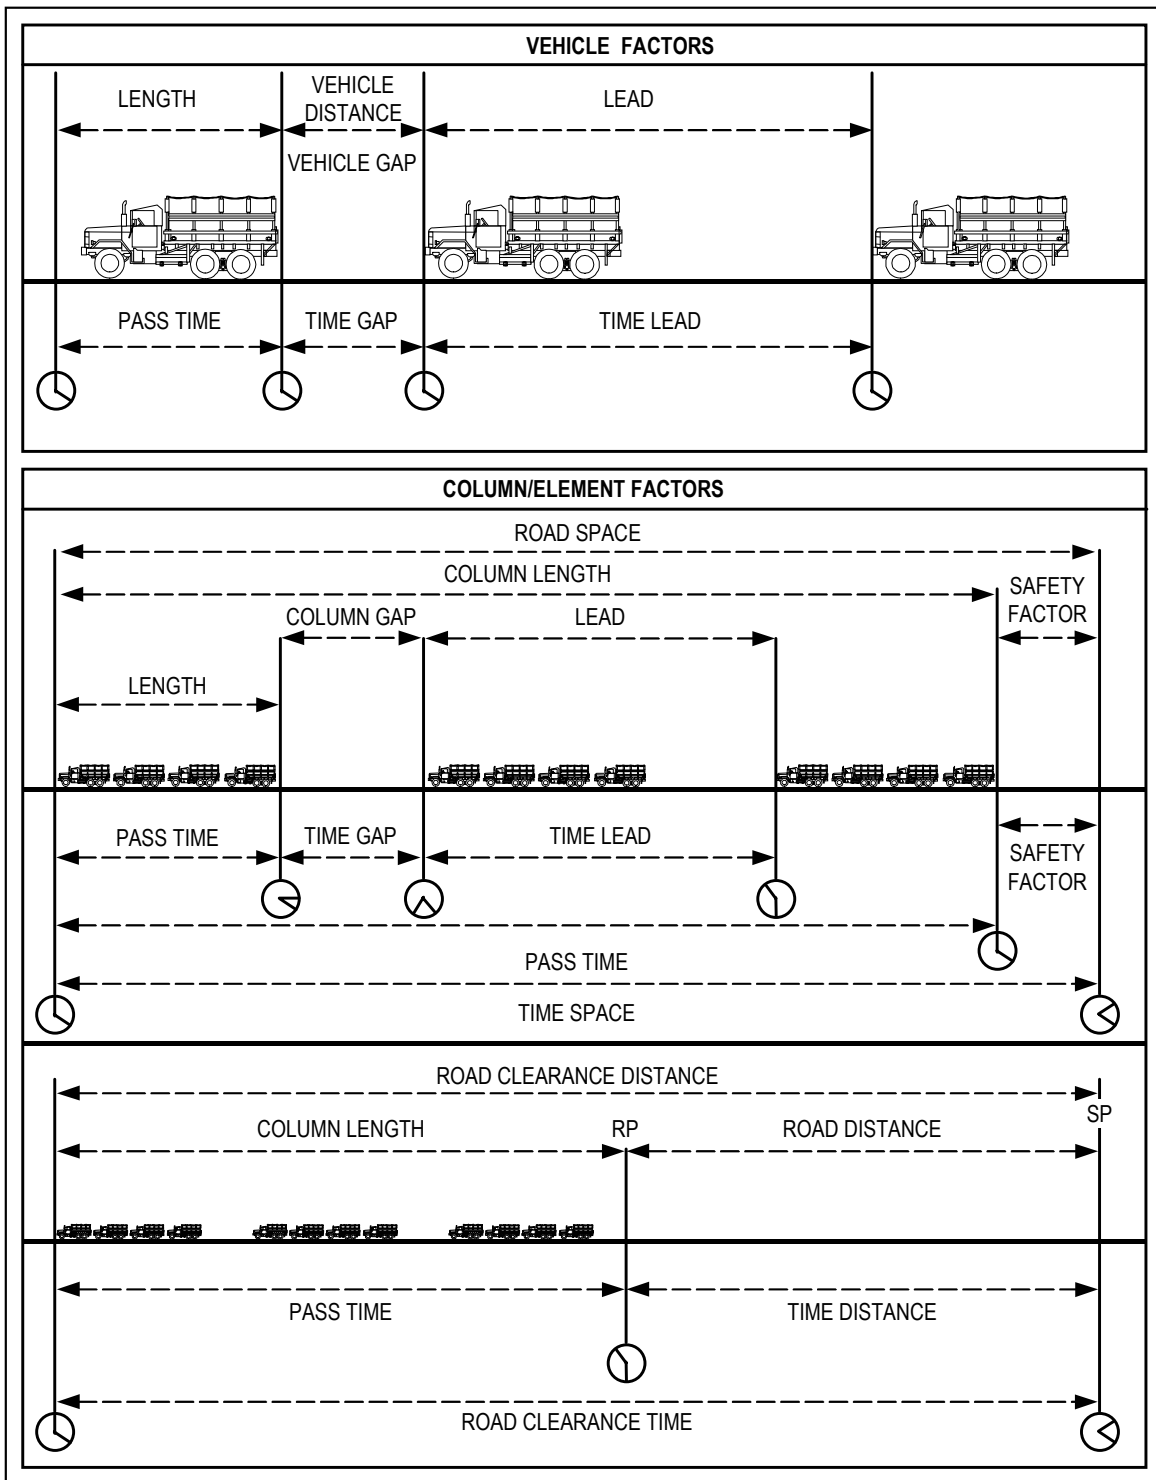 VEHICLE FACTORS
LENGTH
VEHICLE
DISTANCE
LEAD
VEHICLE GAP
PASS TIME
TIME GAP
TIME LEAD
COLUMN/ELEMENT FACTORS
ROAD SPACE
COLUMN LENGTH
SAFETY
FACTOR
COLUMN GAP
LEAD
LENGTH
PASS TIME
TIME GAP
TIME LEAD
SAFETY
FACTOR
PASS TIME
TIME SPACE
ROAD CLEARANCE DISTANCE
SP
COLUMN LENGTH
RP
ROAD DISTANCE
PASS TIME
TIME DISTANCE
ROAD CLEARANCE TIME